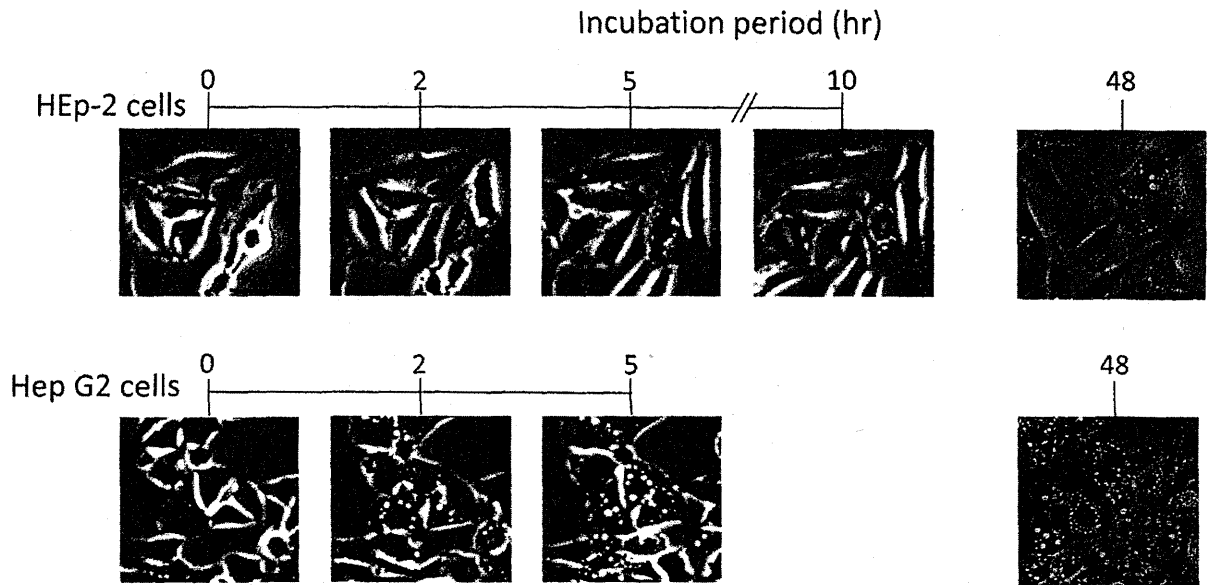 Incubation period (hr)
0 2 5 10 48
HEp-2 cells
0 2 5 48
Hep G2 cells